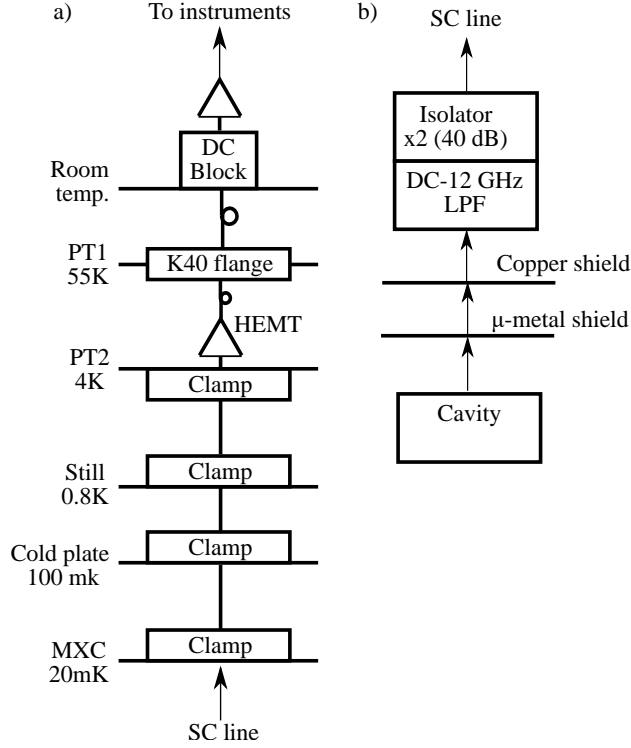 a)
To instruments
DC
Block
Room
temp.
PT1
55K
K40 flange
HEMT
PT2
4K
Clamp
Still
0.8K
Clamp
Cold plate
100 mk
Clamp
MXC
20mK
Clamp
SC line
b)
SC line
Isolator
x2 (40 dB)
DC-12 GHz
LPF
Copper shield
μ-metal shield
Cavity